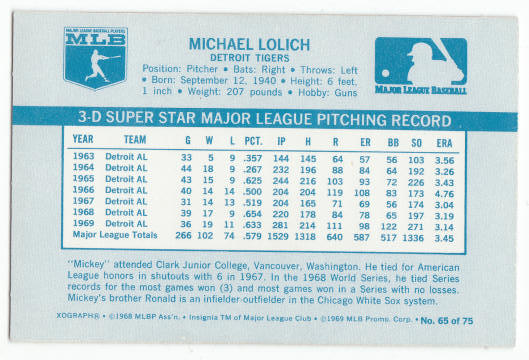 MAJOR LEAGUE BASEBALL PLAYERS
MLB
MICHAEL LOLICH
DETROIT TIGERS
Position: Pitcher • Bats: Right • Throws: Left
• Born: September 12, 1940 • Height: 6 feet,
1 inch • Weight: 207 pounds • Hobby: Guns
MAJOR LEAGUE BASEBALL
3-D SUPER STAR MAJOR LEAGUE PITCHING RECORD
YEAR TEAM G W L PCT. IP H R ER BB SO ERA
1963 Detroit AL 33 5 9 .357 144 145 64 57 56 103 3.56
1964 Detroit AL 44 18 9 .267 232 196 88 84 64 192 3.26
1965 Detroit AL 43 15 9 .625 244 216 103 93 72 226 3.43
1966 Detroit AL 40 14 14 .500 204 204 119 108 83 173 4.76
1967 Detroit AL 31 14 13 .519 204 165 71 69 56 174 3.04
1968 Detroit AL 39 17 9 .654 220 178 84 78 65 197 3.19
1969 Detroit AL 36 19 11 .633 281 214 111 98 122 271 3.14
Major League Totals 266 102 74 .579 1529 1318 640 587 517 1336 3.45
"Mickey" attended Clark Junior College, Vancouver, Washington. He tied for American
League honors in shutouts with 6 in 1967. In the 1968 World Series, he tied Series
records for the most games won (3) and most games won in a Series with no losses.
Mickey's brother Ronald is an infielder-outfielder in the Chicago White Sox system.
XOGRAPH® • ©1968 MLBP Ass'n. • Insignia TM of Major League Club • ©1969 MLB Promo. Corp. • No. 65 of 75